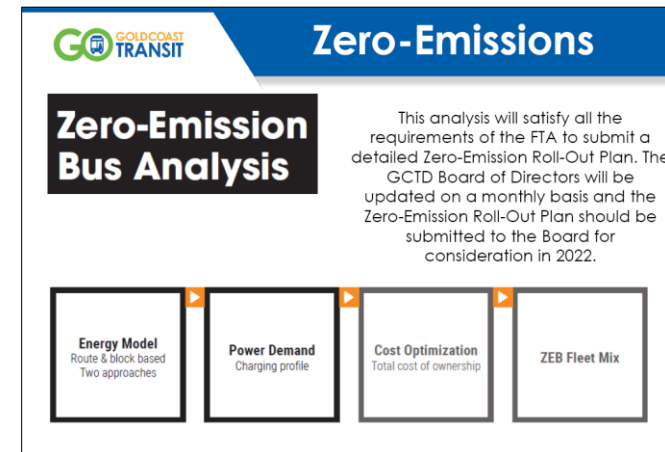 GO GOLDCOAST
TRANSIT
Zero-Emissions
Zero-Emission
Bus Analysis
This analysis will satisfy all the
requirements of the FTA to submit a
detailed Zero-Emission Roll-Out Plan. The
GCTD Board of Directors will be
updated on a monthly basis and the
Zero-Emission Roll-Out Plan should be
submitted to the Board for
consideration in 2022.
Energy Model
Route & block based
Two approaches
Power Demand
Charging profile
Cost Optimization
Total cost of ownership
ZEB Fleet Mix